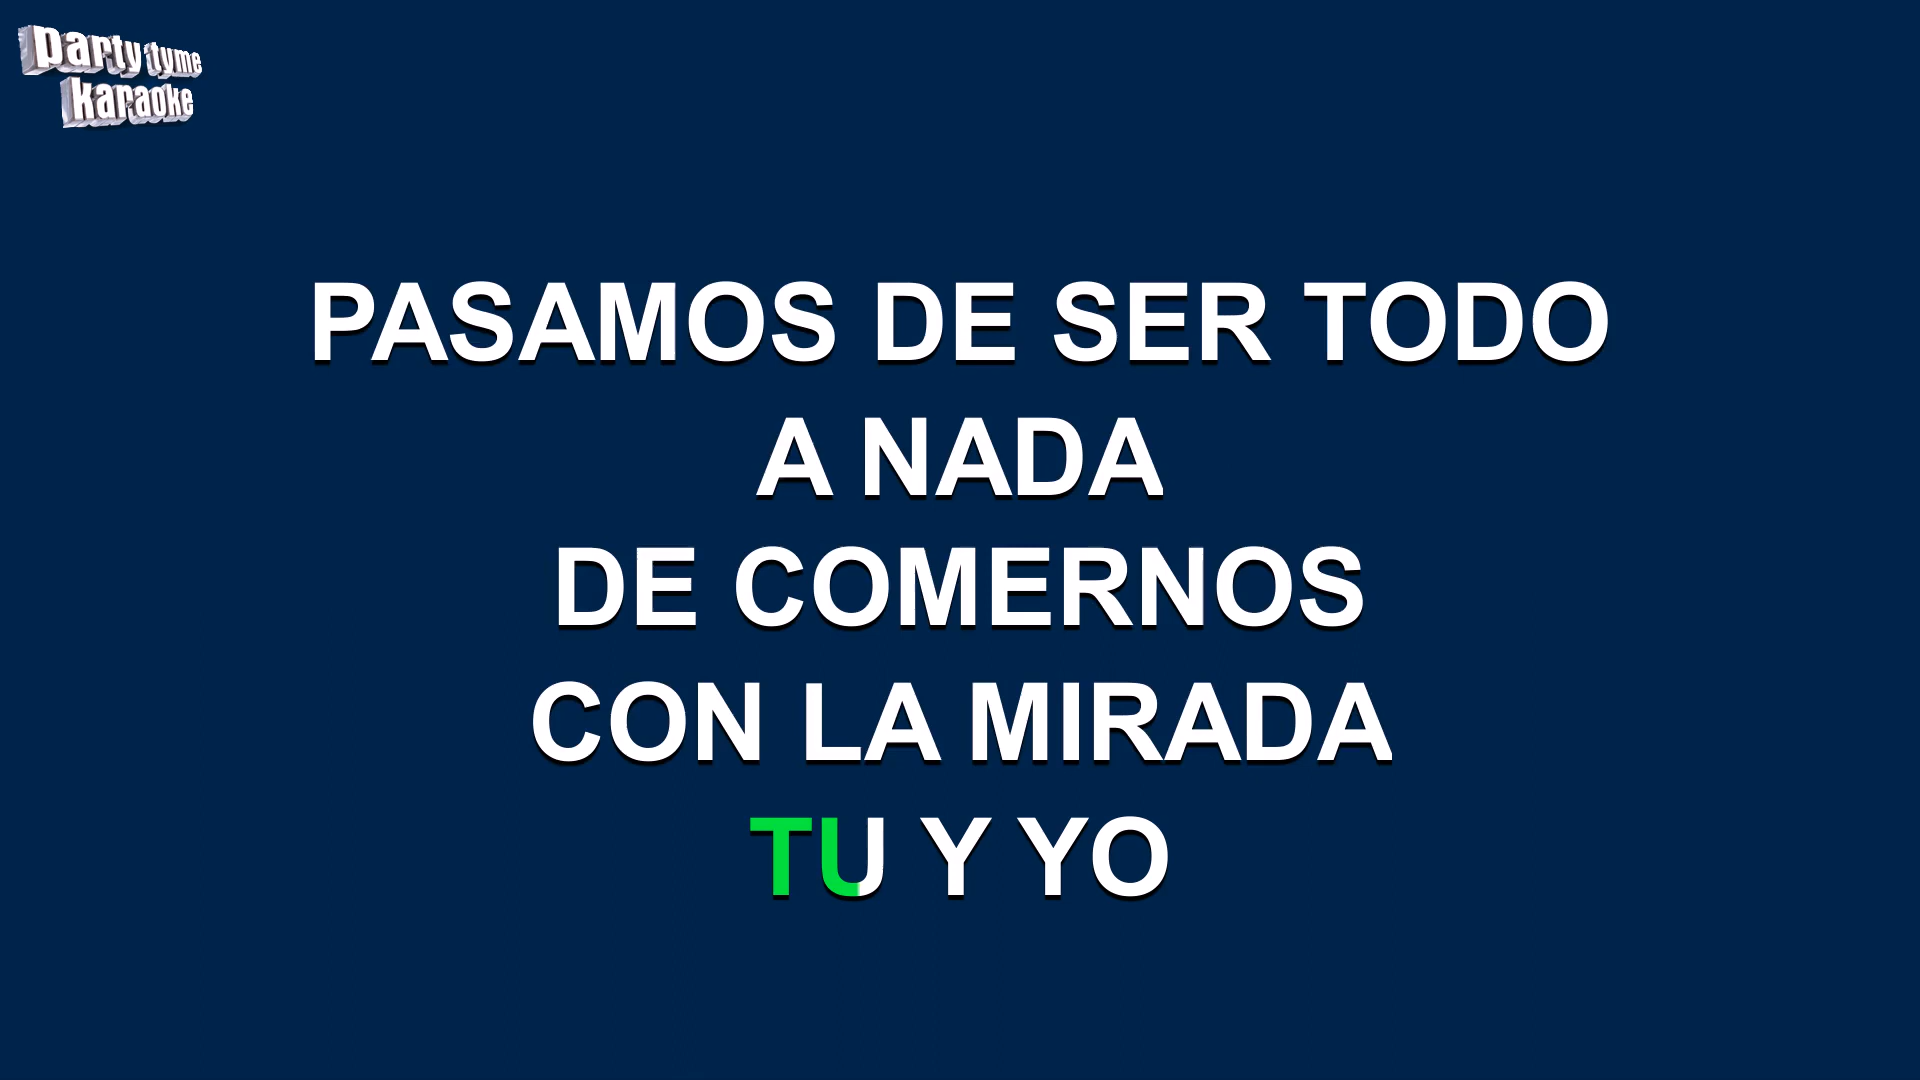 party tyme
karaoke
PASAMOS DE SER TODO
A NADA
DE COMERNOS
CON LA MIRADA
TU Y YO